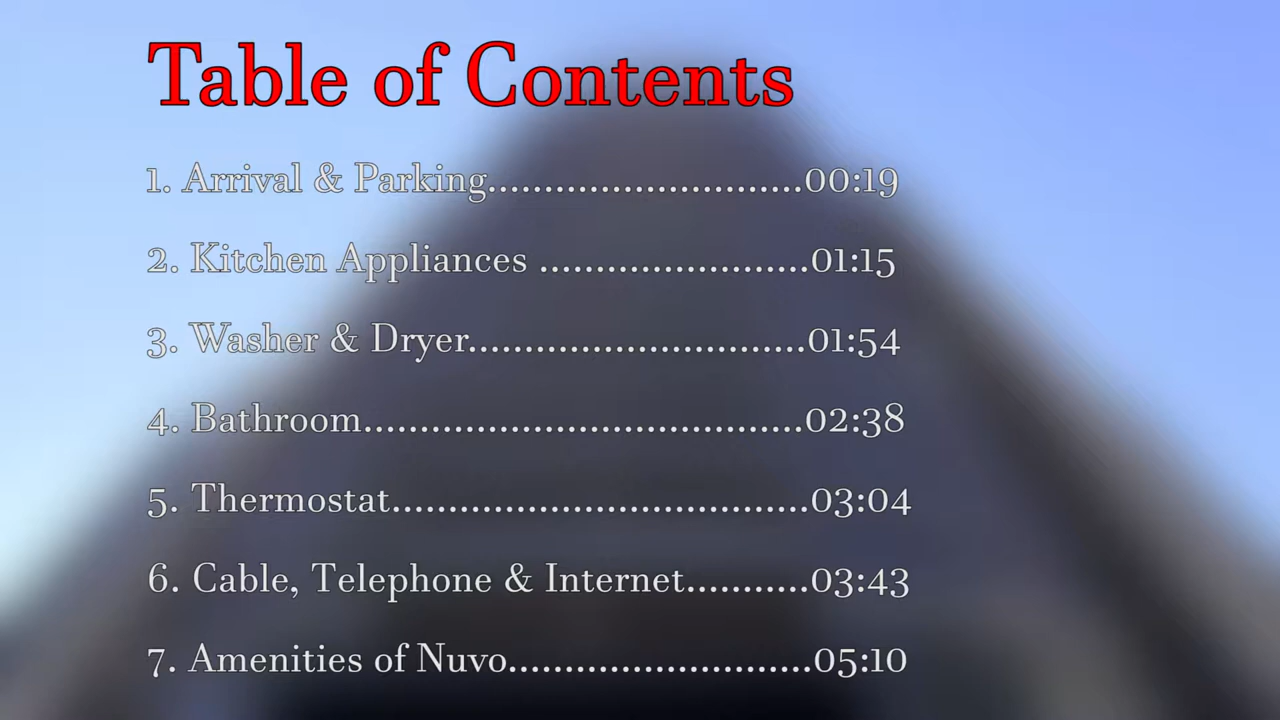 Table of Contents
1. Arrival & Parking............................00:19
2. Kitchen Appliances ........................01:15
3. Washer & Dryer..............................01:54
4. Bathroom.......................................02:38
5. Thermostat.....................................03:04
6. Cable, Telephone & Internet...........03:43
7. Amenities of Nuvo...........................05:10